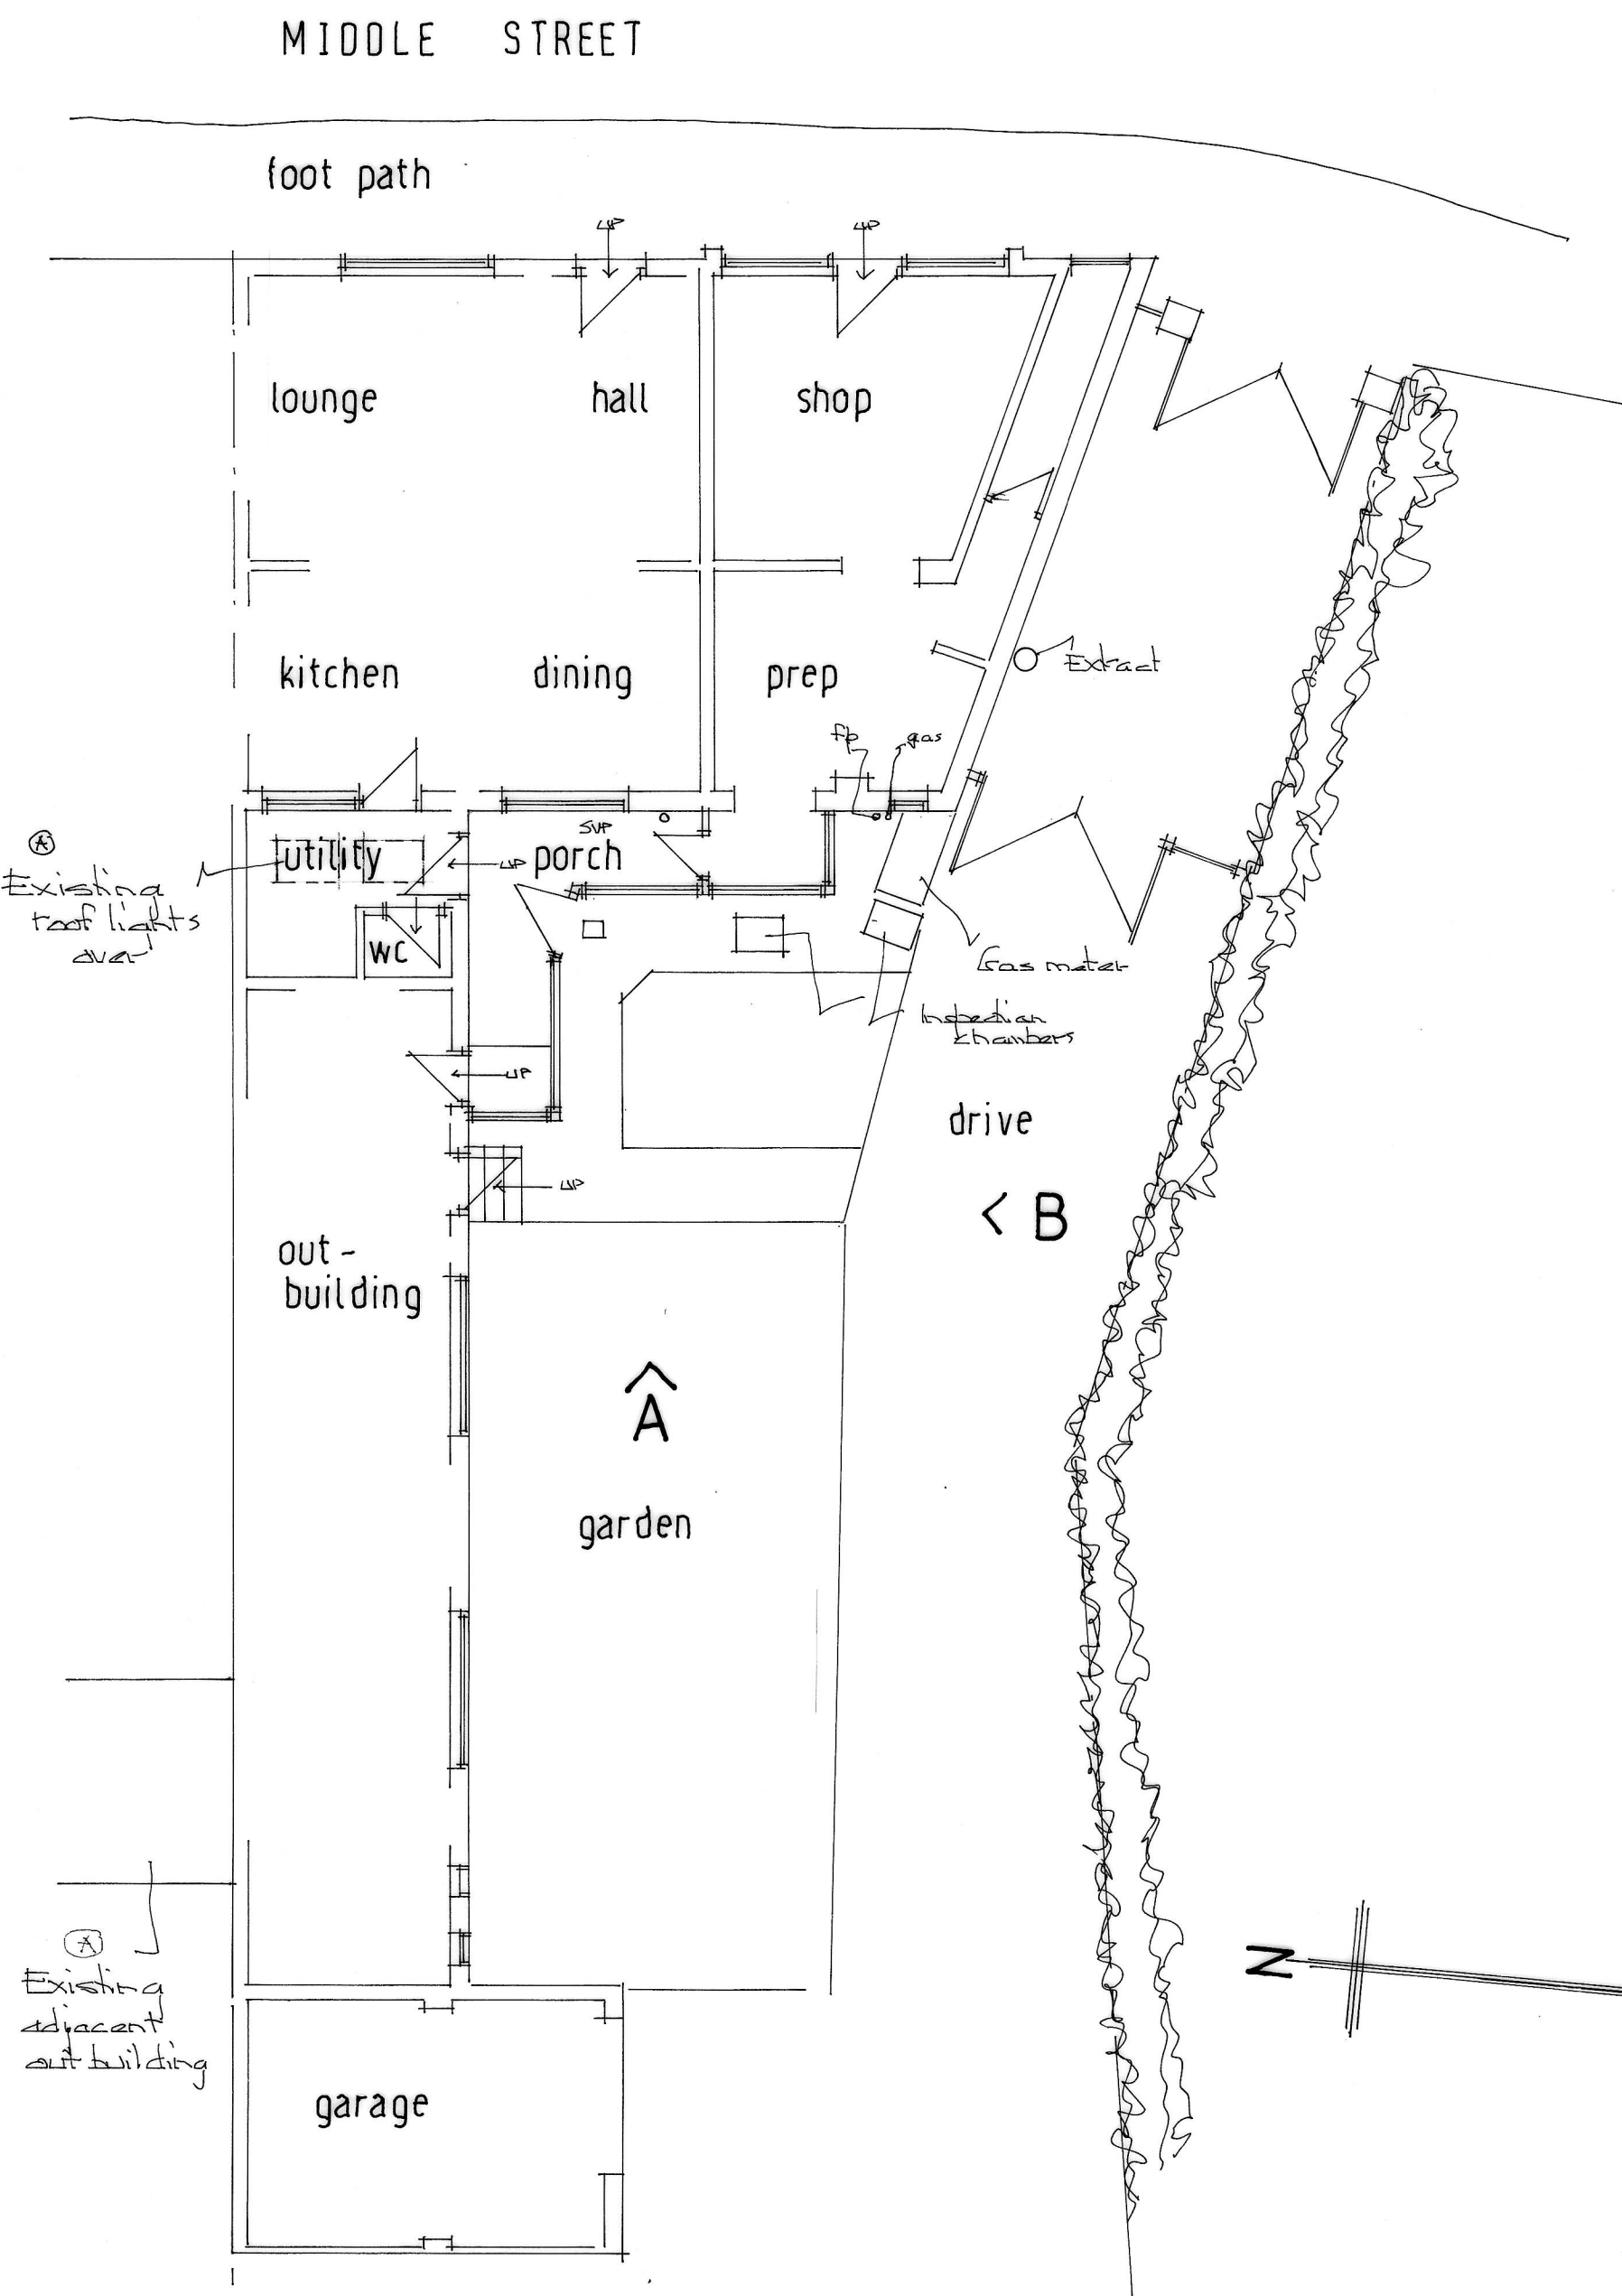 MIDDLE STREET
foot path
UP
UP
lounge
hall
shop
kitchen
dining
prep
Extract
fp
gas
A
Existing
roof lights
over
utility
UP
SVP
porch
WC
Gas meter
Inspection
chambers
UP
drive
UP
< B
out-
building
A
garden
N
A
Existing
adjacent
out building
garage